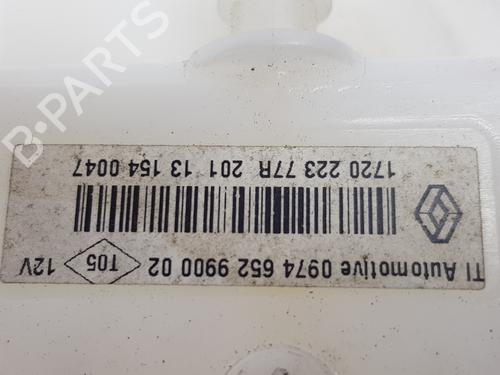 TI Automotive 0974 652 9900 02 T05 12V
1720 223 77R 201 13 154 0047
B-PARTS